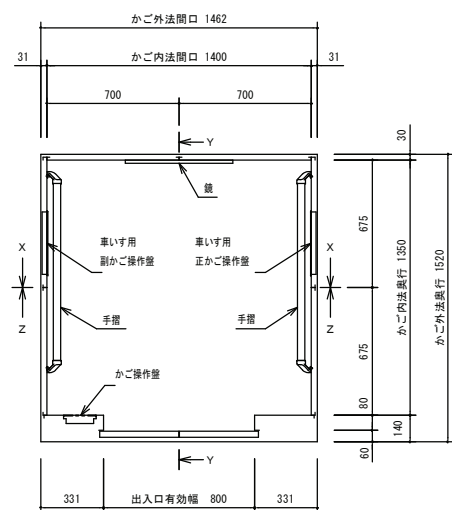 かご外法間口 1462
31
かご内法間口 1400
31
700
700
Y
30
鏡
675
車いす用
副かご操作盤
車いす用
正かご操作盤
X
X
かご内法奥行 1350
かご外法奥行 1520
Z
Z
手摺
手摺
675
かご操作盤
80
140
60
Y
331
出入口有効幅 800
331